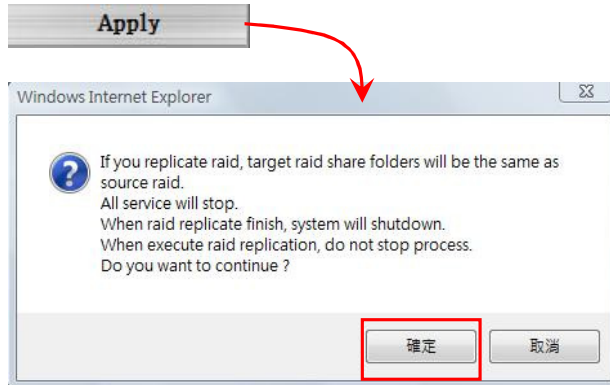 Apply
Windows Internet Explorer
If you replicate raid, target raid share folders will be the same as
source raid.
All service will stop.
When raid replicate finish, system will shutdown.
When execute raid replication, do not stop process.
Do you want to continue ?
確定
取消